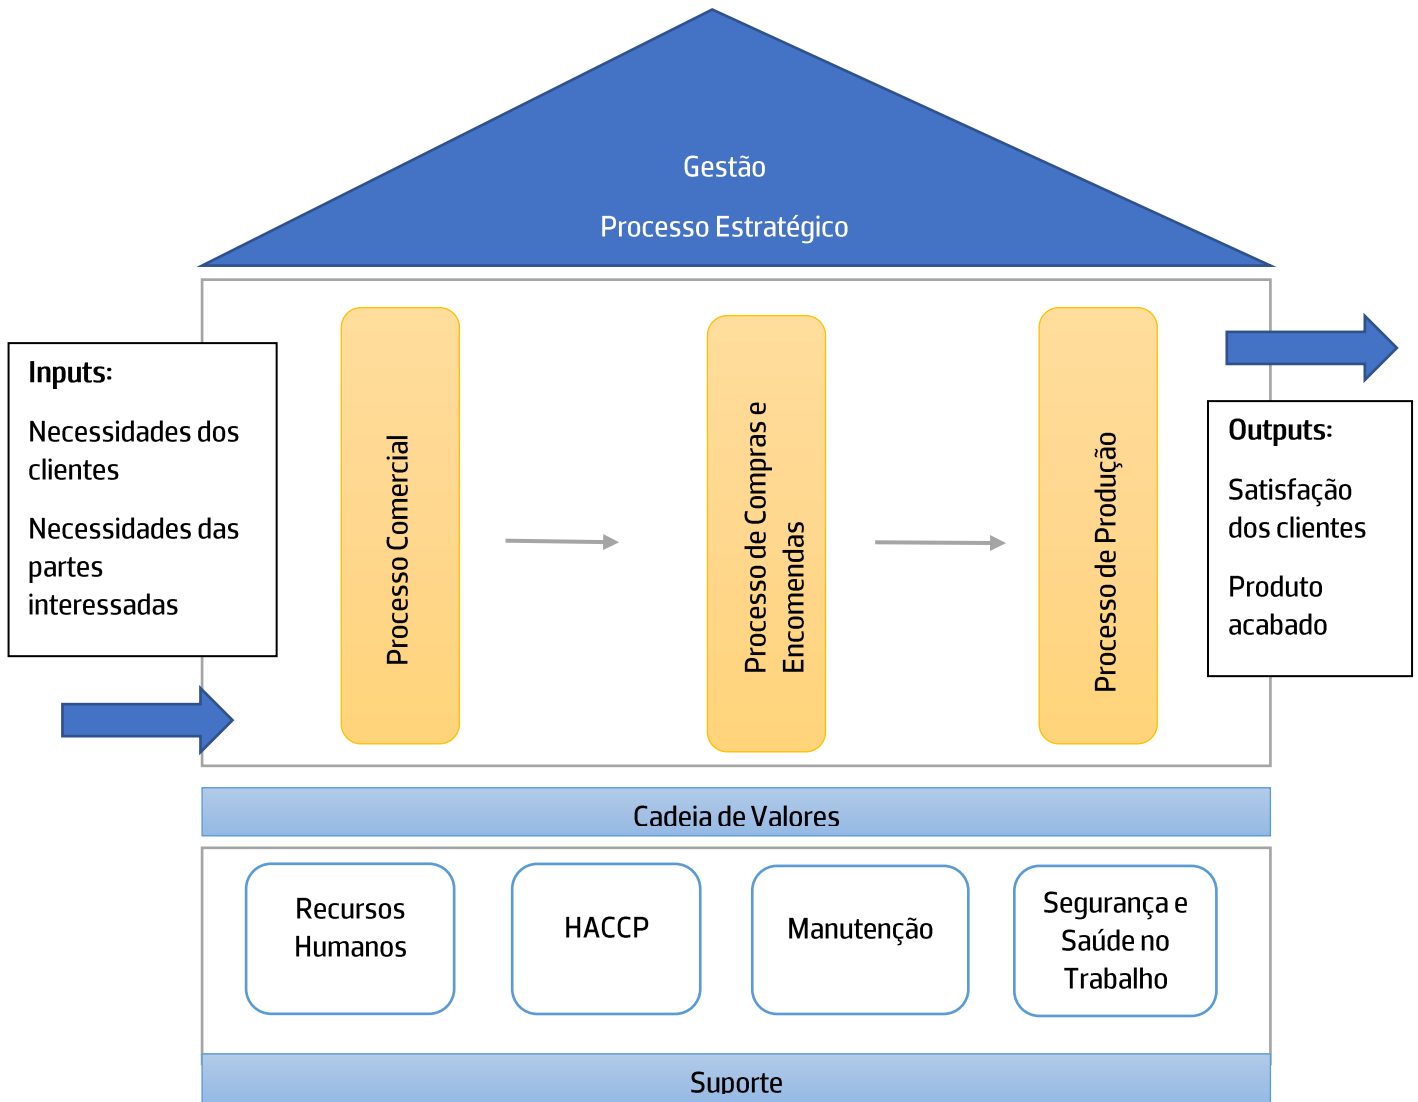 Gestão
Processo Estratégico
Inputs:
Necessidades dos
clientes
Necessidades das
partes
interessadas
Processo Comercial
Processo de Compras e
Encomendas
Processo de Produção
Outputs:
Satisfação
dos clientes
Produto
acabado
Cadeia de Valores
Recursos
Humanos
HACCP
Manutenção
Segurança e
Saúde no
Trabalho
Suporte